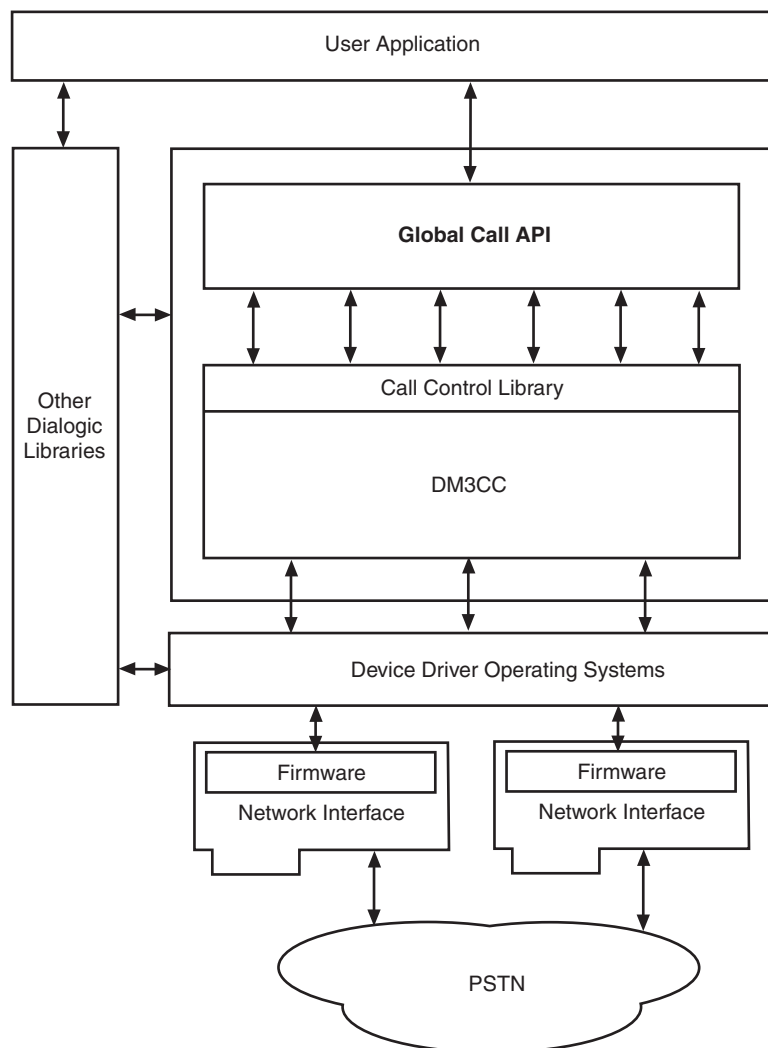 User Application
Global Call API
Call Control Library
Other
Dialogic
Libraries
DM3CC
Device Driver Operating Systems
Firmware
Network Interface
Firmware
Network Interface
PSTN